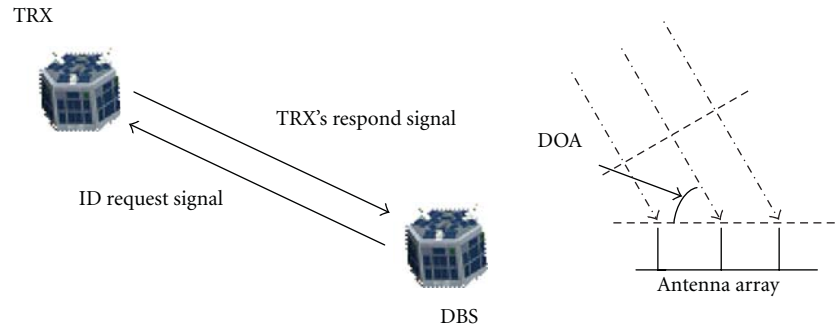 TRX
TRX's respond signal
ID request signal
DBS
DOA
Antenna array